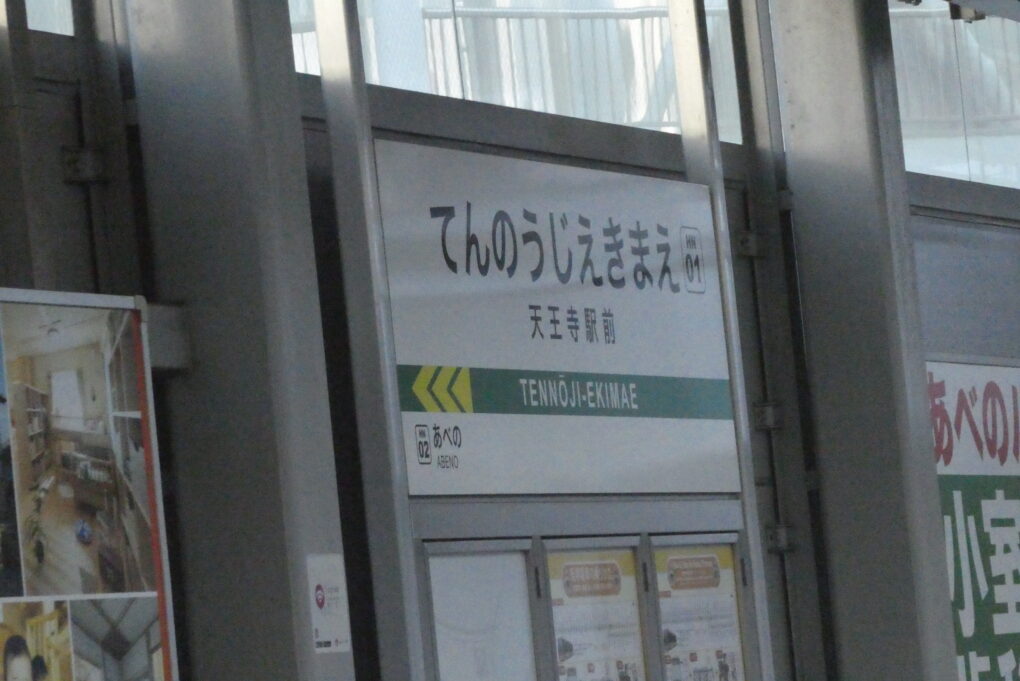 てんのうじえきまえ
HN
01
天王寺駅前
TENNŌJI-EKIMAE
HN
02
あべの
ABENO
あべのハ
小室